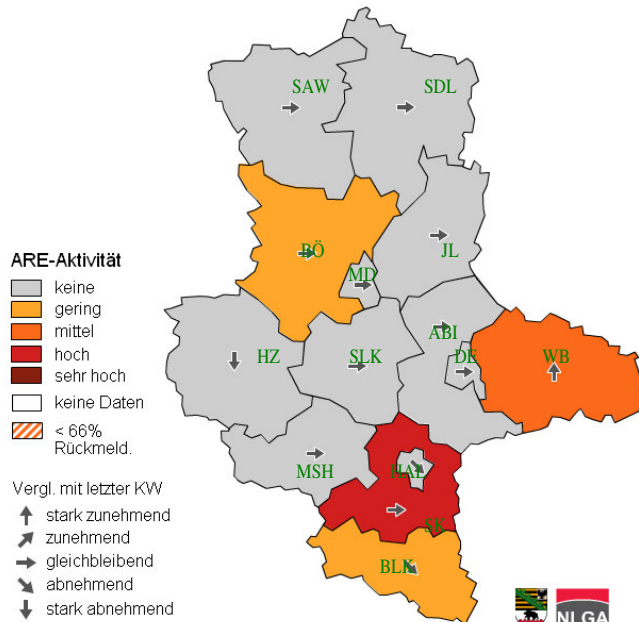 SAW
SDL
BÖ
JL
MD
ARE-Aktivität
keine
gering
mittel
hoch
sehr hoch
keine Daten
< 66%
Rückmeld.
HZ
SLK
ABI
DE
WB
MSH
HAL
SK
BLK
Vergl. mit letzter KW
stark zunehmend
zunehmend
gleichbleibend
abnehmend
stark abnehmend
NLGA